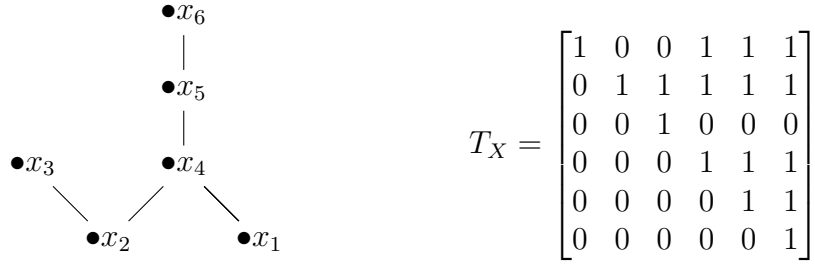 •x₆
•x₅
•x₃ •x₄
•x₂ •x₁
T_X =
1 0 0 1 1 1
0 1 1 1 1 1
0 0 1 0 0 0
0 0 0 1 1 1
0 0 0 0 1 1
0 0 0 0 0 1